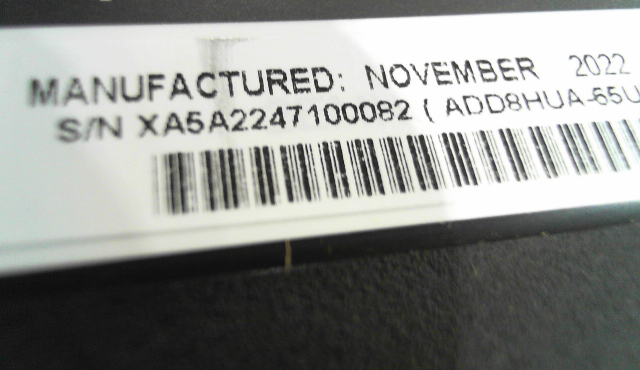 MANUFACTURED: NOVEMBER 2022
S/N XA5A2247100082 ( ADD8HUA-65U